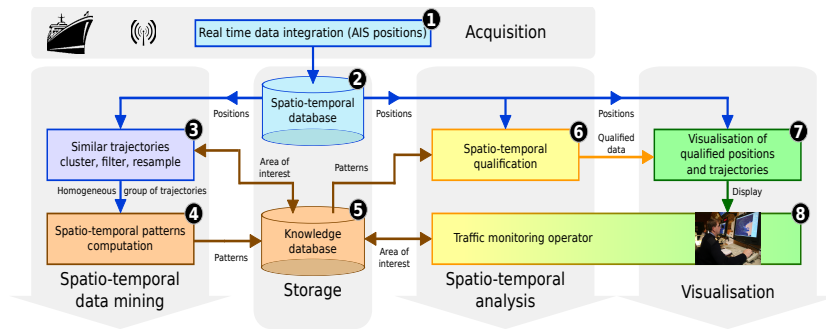 1
Real time data integration (AIS positions)
Acquisition
2
Spatio-temporal
database
Positions
Positions
Positions
3
Similar trajectories
cluster, filter, resample
Area of
interest
Patterns
6
Spatio-temporal
qualification
Qualified
data
7
Visualisation of
qualified positions
and trajectories
Homogeneous group of trajectories
Display
4
Spatio-temporal patterns
computation
Patterns
5
Knowledge
database
Area of
interest
8
Traffic monitoring operator
Spatio-temporal
data mining
Storage
Spatio-temporal
analysis
Visualisation